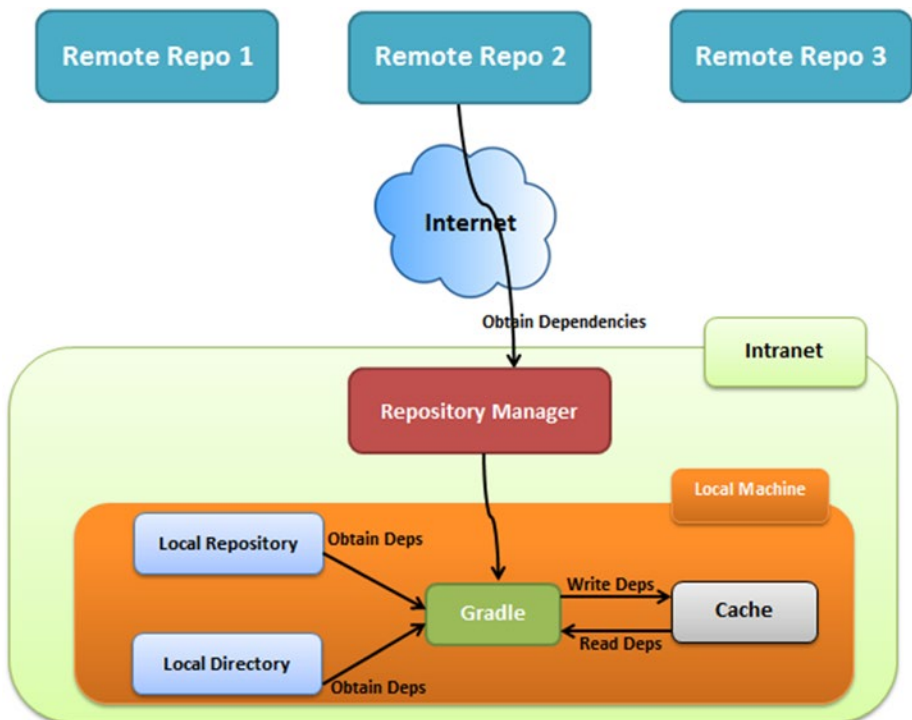 Remote Repo 1
Remote Repo 2
Remote Repo 3
Internet
Obtain Dependencies
Intranet
Repository Manager
Local Machine
Local Repository
Obtain Deps
Gradle
Write Deps
Cache
Read Deps
Local Directory
Obtain Deps